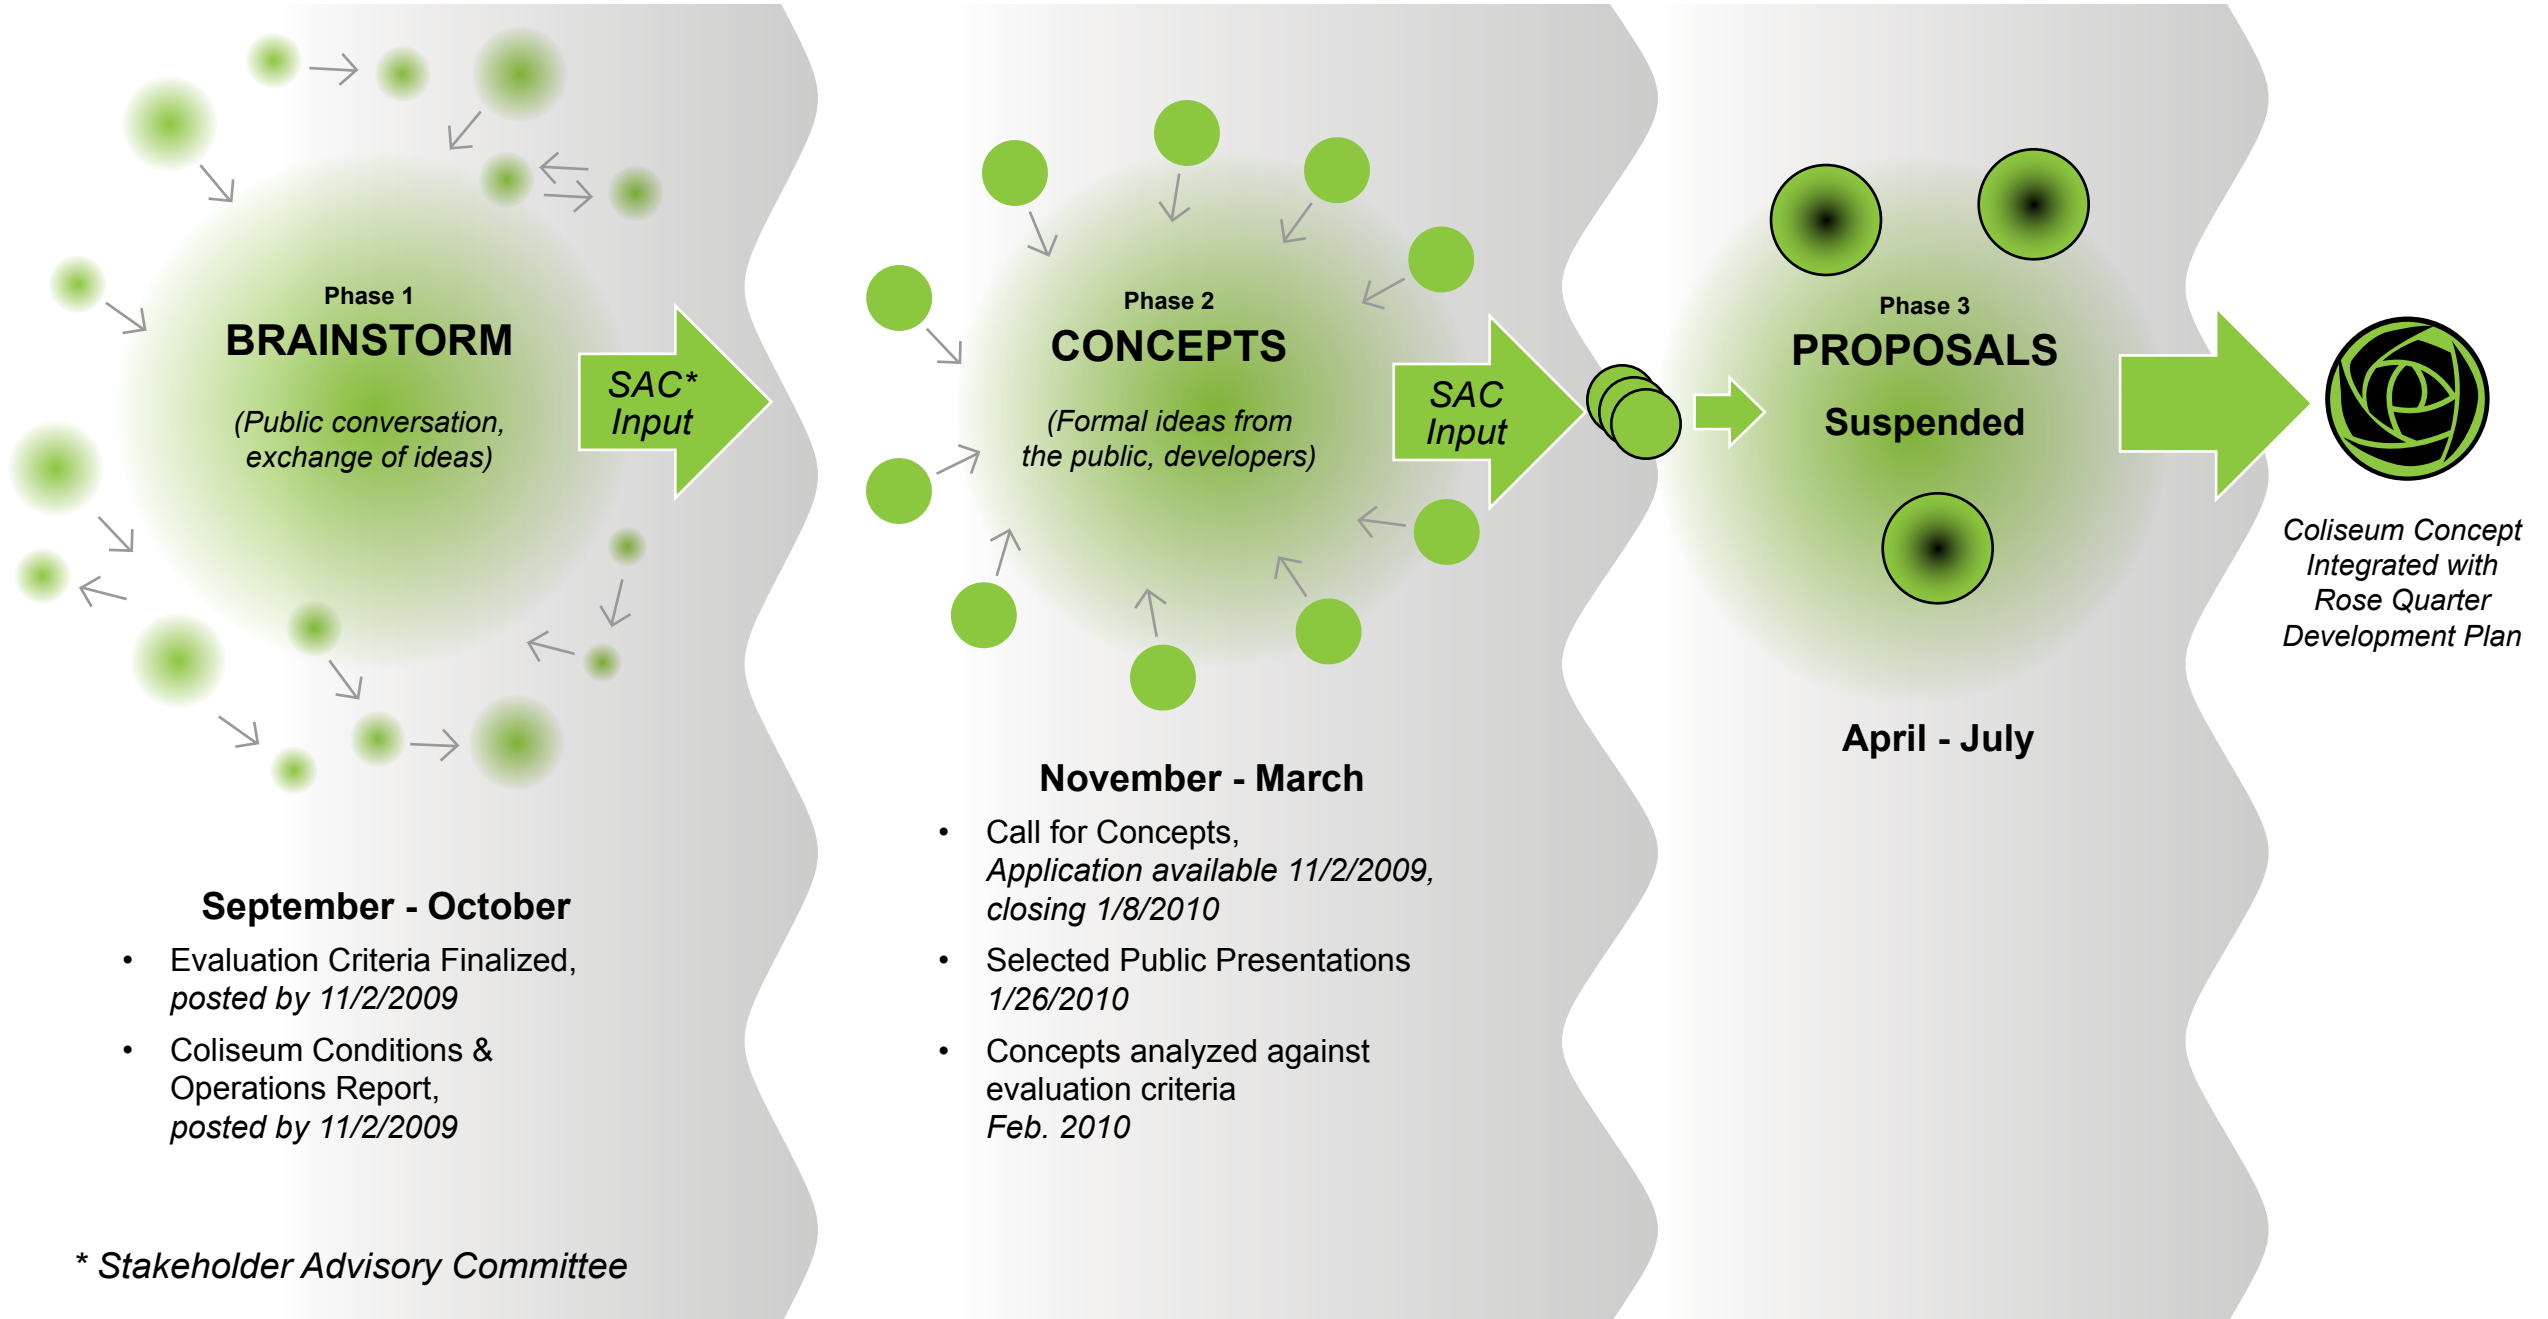 Phase 1
BRAINSTORM
(Public conversation,
exchange of ideas)
SAC*
Input
September - October
• Evaluation Criteria Finalized,
posted by 11/2/2009
• Coliseum Conditions &
Operations Report,
posted by 11/2/2009
* Stakeholder Advisory Committee
Phase 2
CONCEPTS
(Formal ideas from
the public, developers)
SAC
Input
November - March
• Call for Concepts,
Application available 11/2/2009,
closing 1/8/2010
• Selected Public Presentations
1/26/2010
• Concepts analyzed against
evaluation criteria
Feb. 2010
Phase 3
PROPOSALS
Suspended
April - July
Coliseum Concept
Integrated with
Rose Quarter
Development Plan